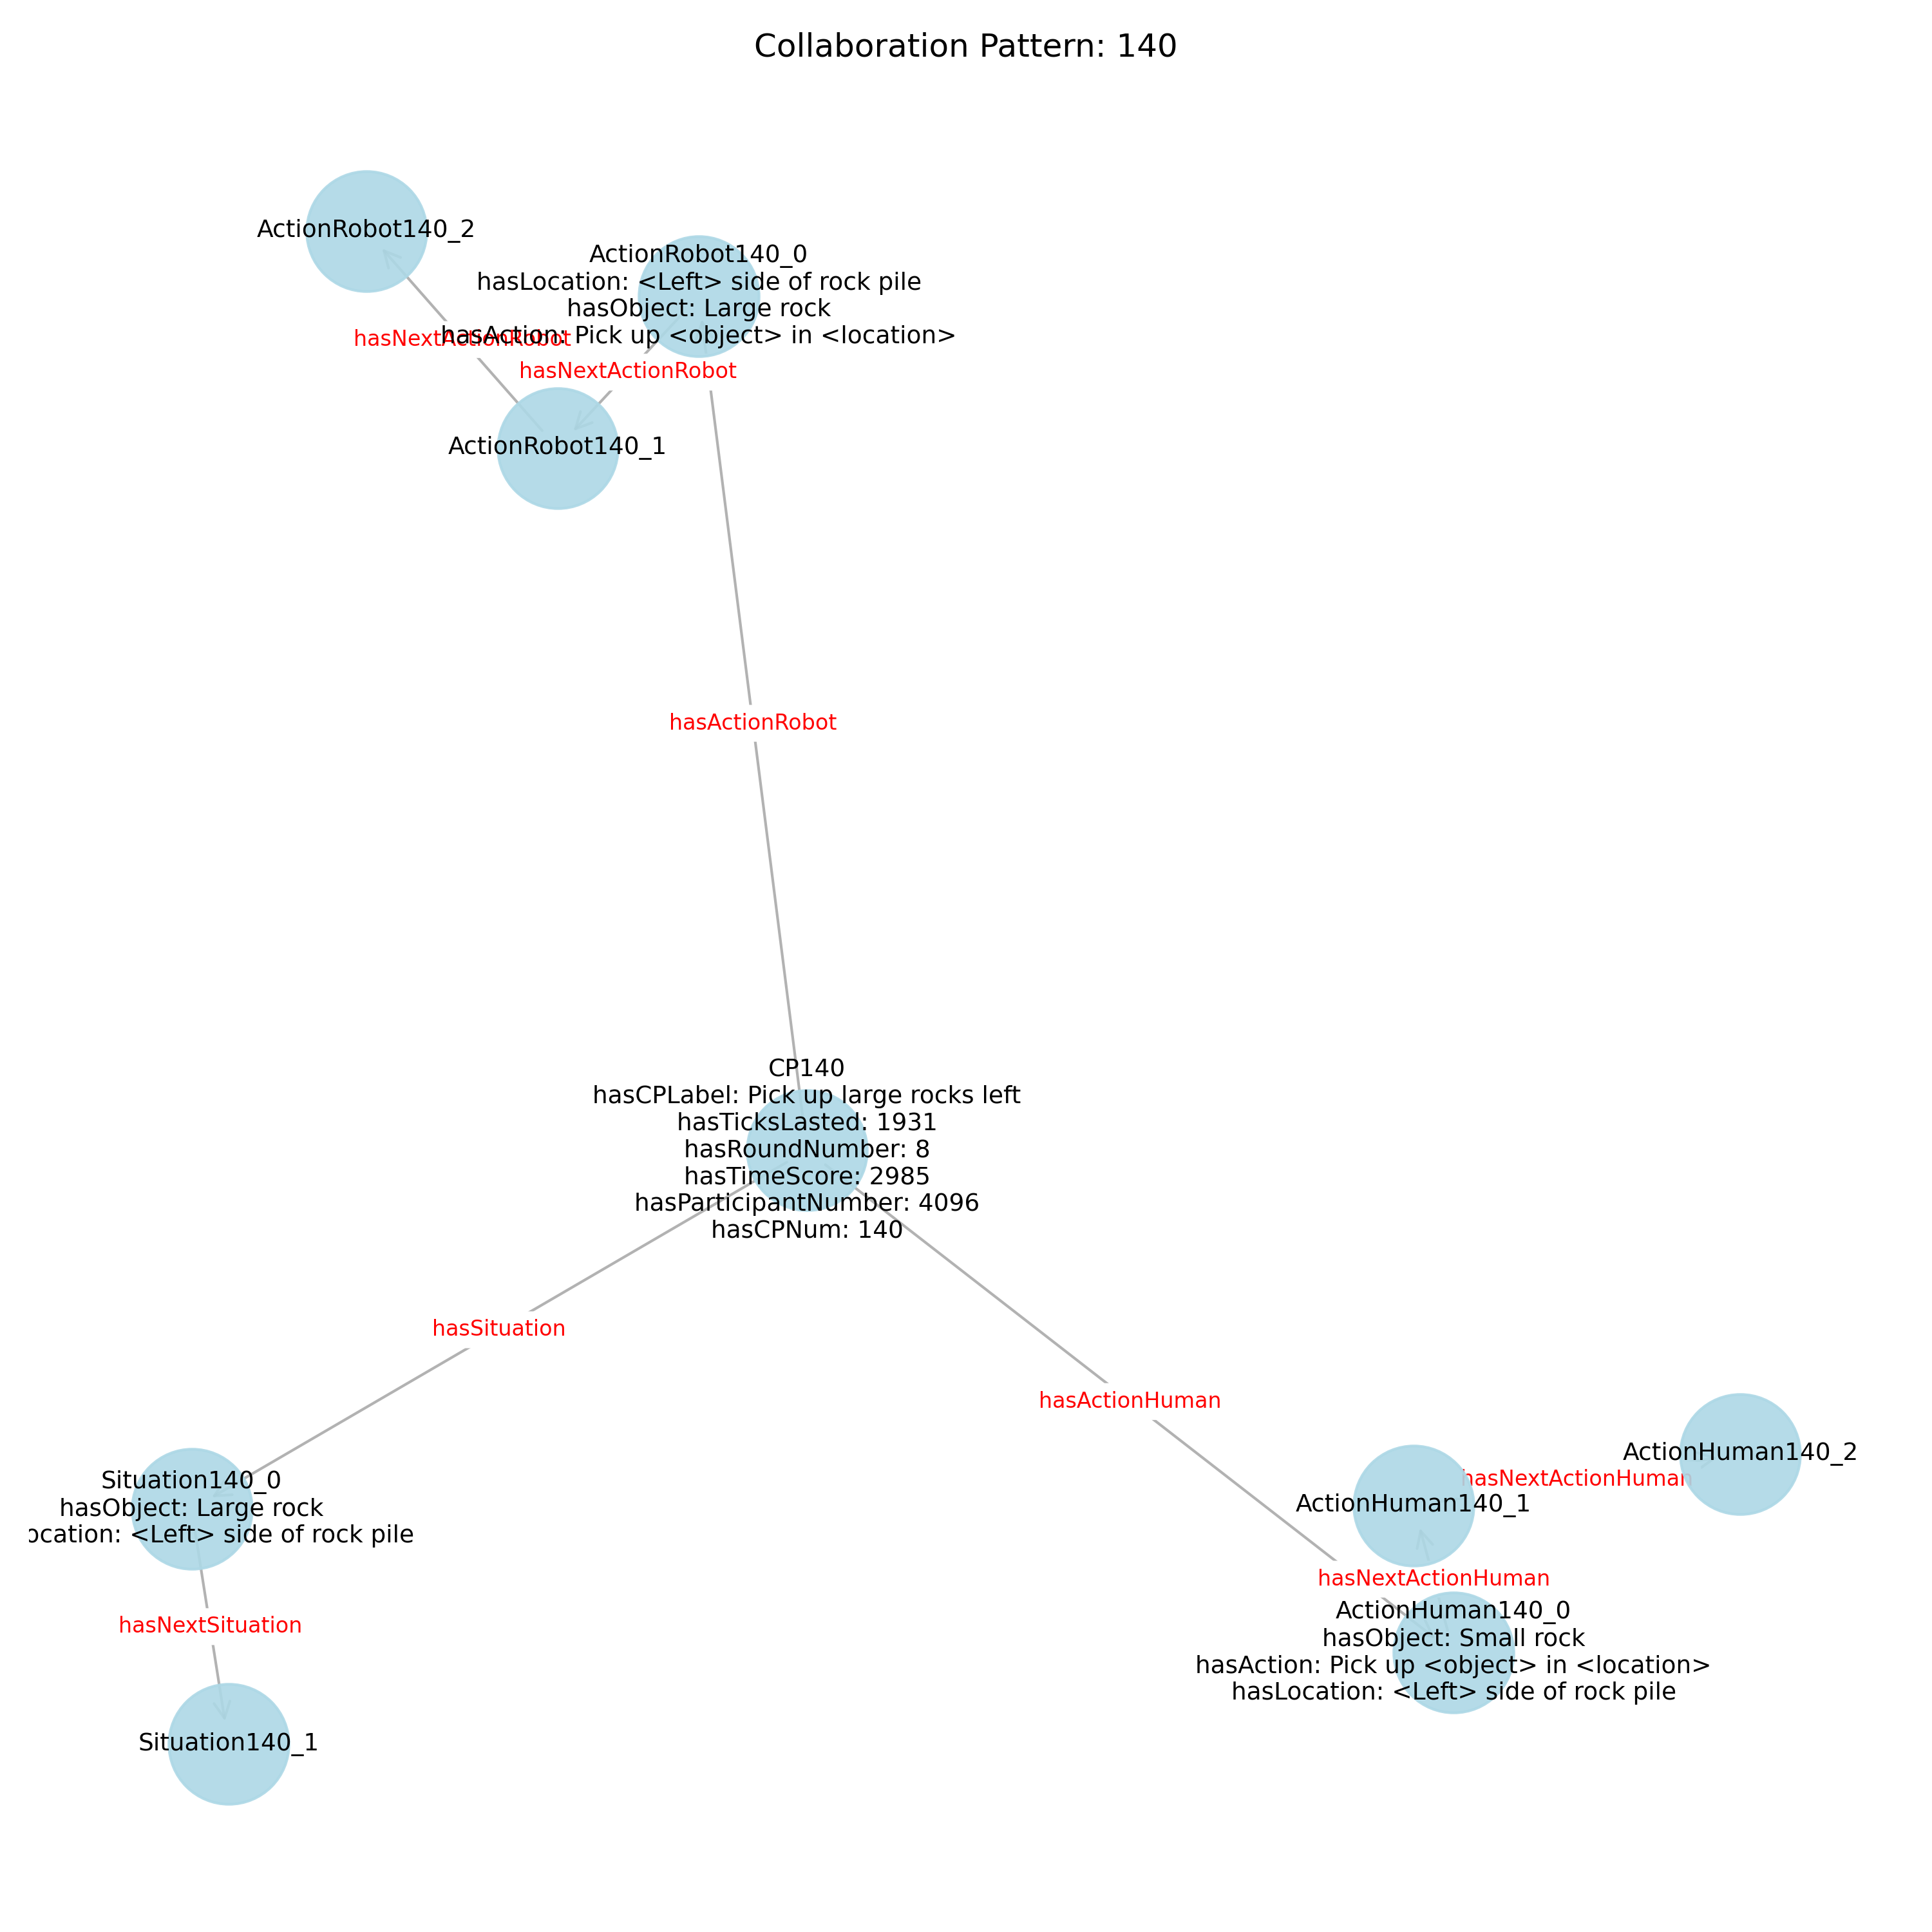 Collaboration Pattern: 140
ActionRobot140_2
ActionRobot140_0
hasLocation: <Left> side of rock pile
hasObject: Large rock
hasAction: Pick up <object> in <location>
hasNextActionRobot
hasNextActionRobot
ActionRobot140_1
hasActionRobot
CP140
hasCPLabel: Pick up large rocks left
hasTicksLasted: 1931
hasRoundNumber: 8
hasTimeScore: 2985
hasParticipantNumber: 4096
hasCPNum: 140
hasSituation
hasActionHuman
ActionHuman140_2
hasNextActionHuman
ActionHuman140_1
Situation140_0
hasObject: Large rock
ocation: <Left> side of rock pile
hasNextActionHuman
ActionHuman140_0
hasObject: Small rock
hasAction: Pick up <object> in <location>
hasLocation: <Left> side of rock pile
hasNextSituation
Situation140_1